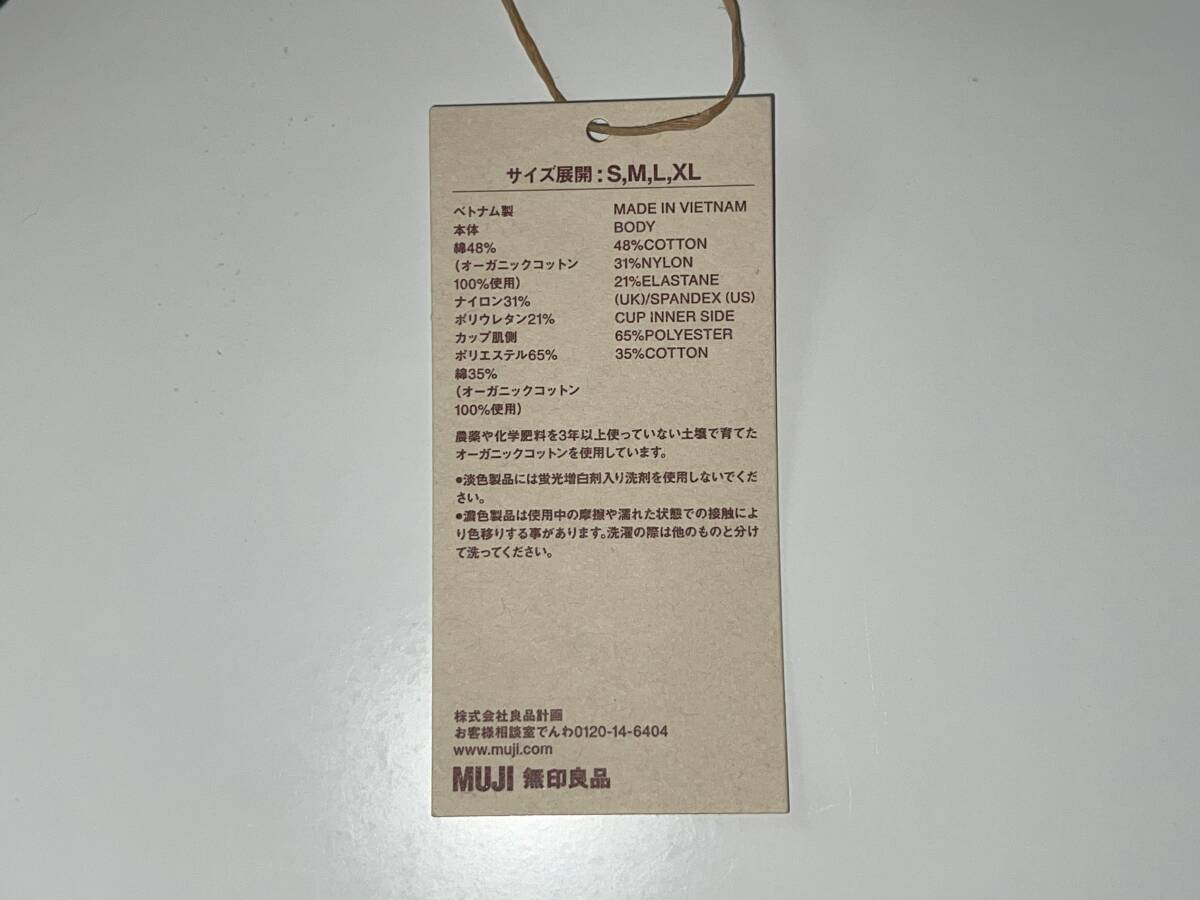 サイズ展開:S,M,L,XL
ベトナム製
本体
綿48%
(オーガニックコットン
100%使用)
ナイロン31%
ポリウレタン21%
カップ肌側
ポリエステル65%
綿35%
(オーガニックコットン
100%使用)
MADE IN VIETNAM
BODY
48%COTTON
31%NYLON
21%ELASTANE
(UK)/SPANDEX (US)
CUP INNER SIDE
65%POLYESTER
35%COTTON
農薬や化学肥料を3年以上使っていない土壌で育てた
オーガニックコットンを使用しています。
●淡色製品には蛍光増白剤入り洗剤を使用しないでくだ
さい。
●濃色製品は使用中の摩擦や濡れた状態での接触によ
り色移りする事があります。洗濯の際は他のものと分け
て洗ってください。
株式会社良品計画
お客様相談室でんわ0120-14-6404
www.muji.com
MUJI 無印良品